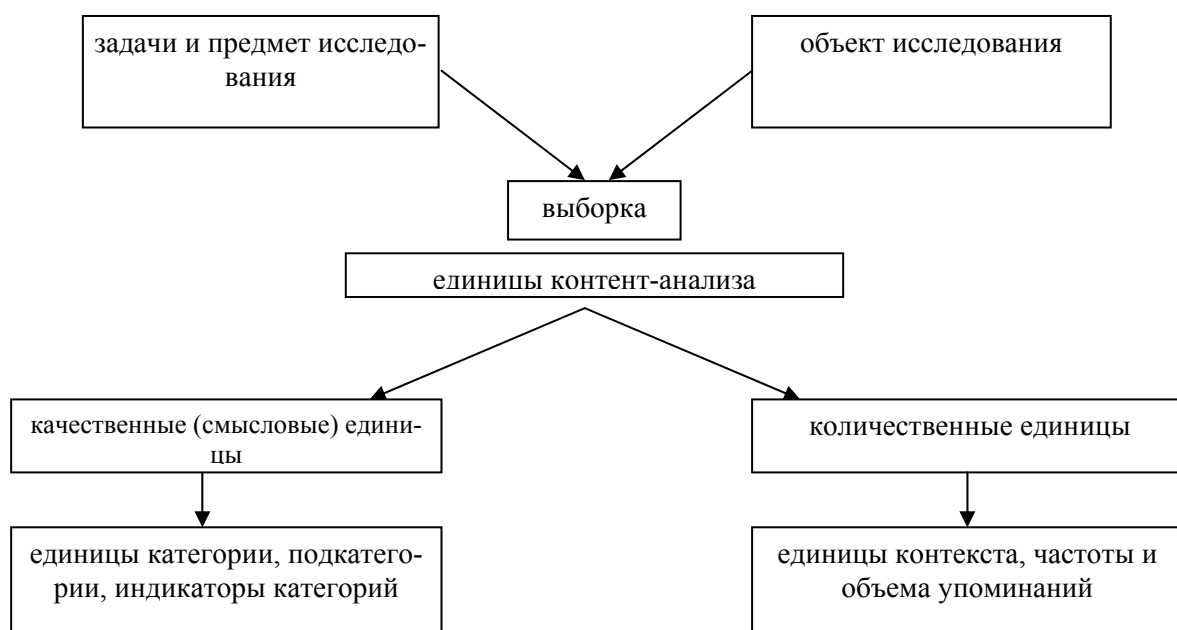 задачи и предмет исследо-
вания
объект исследования
выборка
единицы контент-анализа
качественные (смысловые) едини-
цы
количественные единицы
единицы категории, подкатего-
рии, индикаторы категорий
единицы контекста, частоты и
объема упоминаний